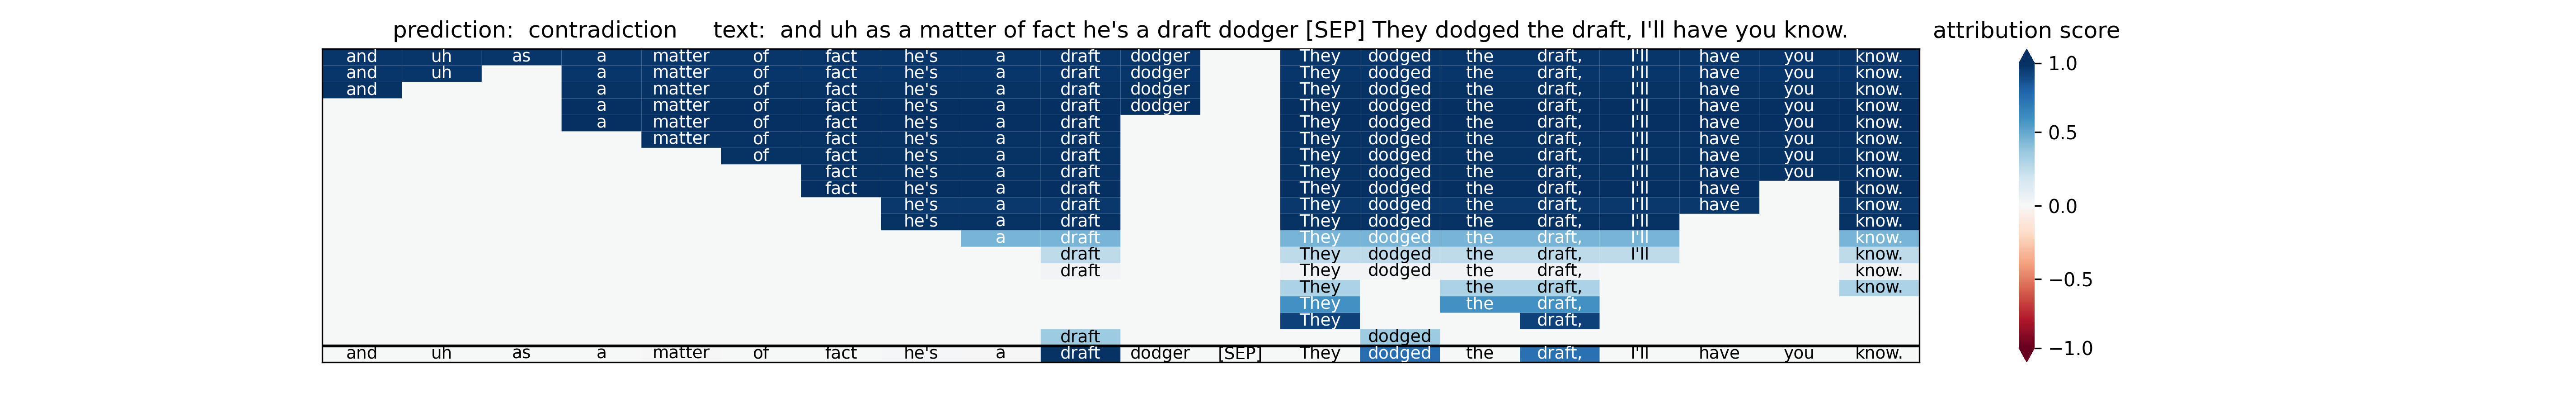 prediction:  contradiction     text:  and uh as a matter of fact he's a draft dodger [SEP] They dodged the draft, I'll have you know.     attribution score
and uh as a matter of fact he's a draft dodger They dodged the draft, I'll have you know. 1.0
and uh a matter of fact he's a draft dodger They dodged the draft, I'll have you know.
and a matter of fact he's a draft dodger They dodged the draft, I'll have you know.
a matter of fact he's a draft dodger They dodged the draft, I'll have you know.
a matter of fact he's a draft They dodged the draft, I'll have you know. 0.5
matter of fact he's a draft They dodged the draft, I'll have you know.
of fact he's a draft They dodged the draft, I'll have you know.
fact he's a draft They dodged the draft, I'll have you know.
fact he's a draft They dodged the draft, I'll have know.
he's a draft They dodged the draft, I'll have know. 0.0
he's a draft They dodged the draft, I'll know.
a draft They dodged the draft, I'll know.
draft They dodged the draft, I'll know.
draft They dodged the draft, know. −0.5
They the draft, know.
They the draft,
They draft,
draft dodged
and uh as a matter of fact he's a draft dodger [SEP] They dodged the draft, I'll have you know. −1.0